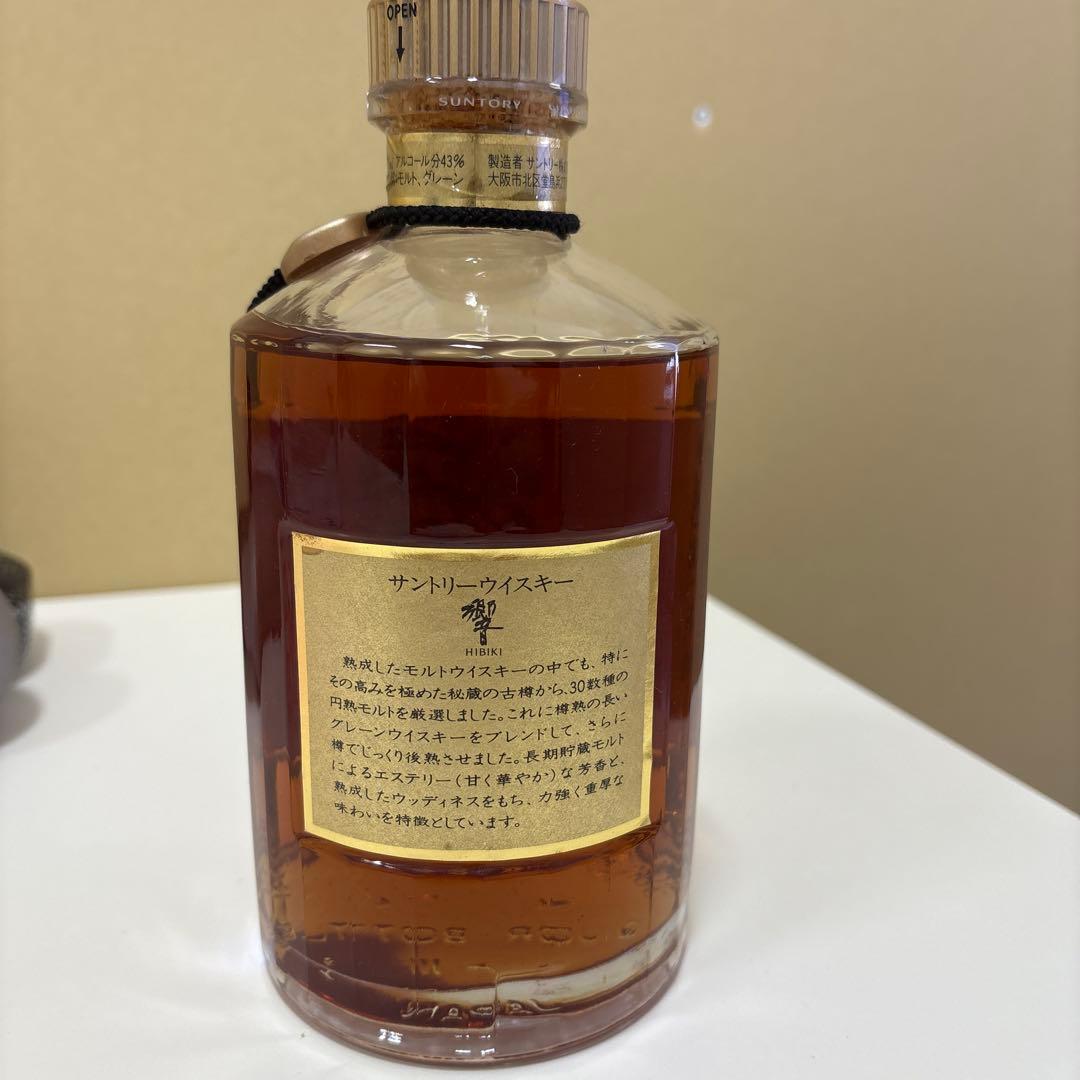 OPEN
SUNTORY
アルコール分43% 製造者 サントリー
モルト、グレーン 大阪市北区堂島浜
サントリーウイスキー
響
HIBIKI
熟成したモルトウイスキーの中でも、特に
その高みを極めた秘蔵の古樽から、30数種の
円熟モルトを厳選しました。これに樽熟の長い
グレーンウイスキーをブレンドして、さらに
樽でじっくり後熟させました。長期貯蔵モルト
によるエステリー(甘く華やか)な芳香と、
熟成したウッディネスをもち、力強く重厚な
味わいを特徴としています。